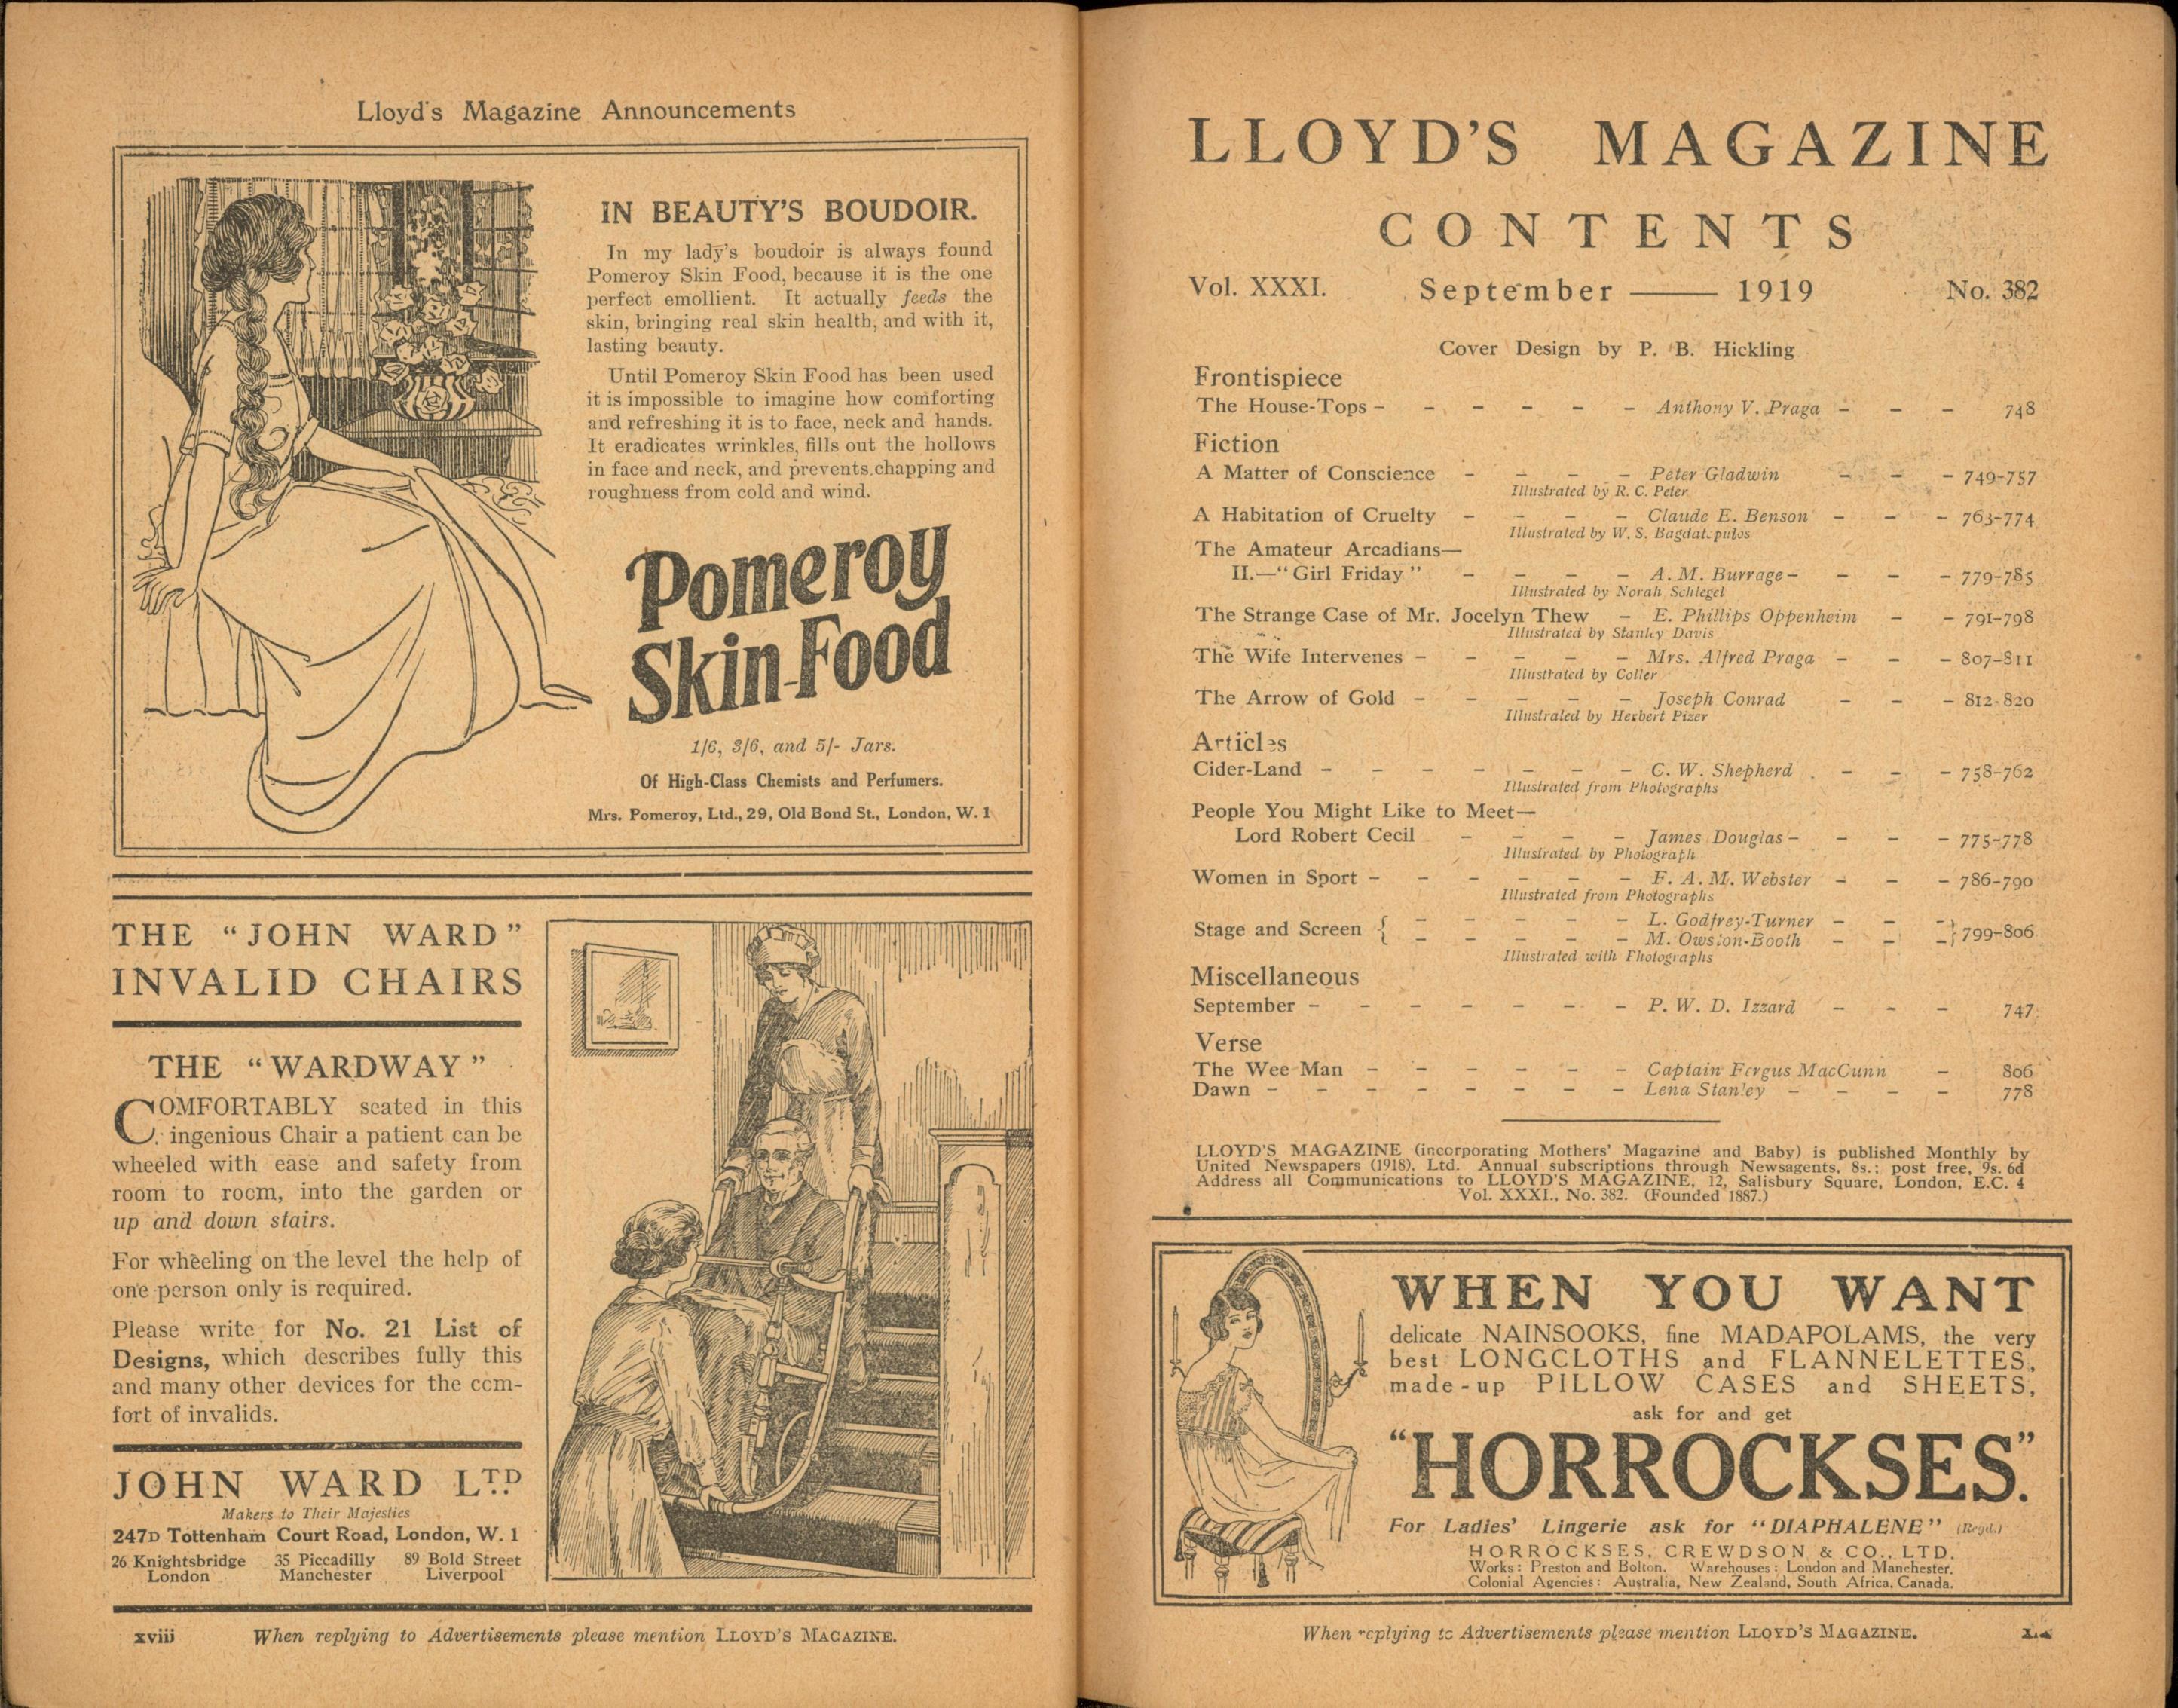 Lloyd's Magazine Announcements
IN BEAUTY'S BOUDOIR.
In my lady's boudoir is always found
Pomeroy Skin Food, because it is the one
perfect emollient. It actually feeds the
skin, bringing real skin health, and with it,
lasting beauty.
Until Pomeroy Skin Food has been used
it is impossible to imagine how comforting
and refreshing it is to face, neck and hands.
It eradicates wrinkles, fills out the hollows
in face and neck, and prevents chapping and
roughness from cold and wind.
Pomeroy
Skin-Food
1/6, 3/6, and 5/- Jars.
Of High-Class Chemists and Perfumers.
Mrs. Pomeroy, Ltd., 29, Old Bond St., London, W. 1
THE "JOHN WARD"
INVALID CHAIRS
THE "WARDWAY"
COMFORTABLY seated in this
ingenious Chair a patient can be
wheeled with ease and safety from
room to room, into the garden or
up and down stairs.
For wheeling on the level the help of
one person only is required.
Please write for No. 21 List of
Designs, which describes fully this
and many other devices for the com-
fort of invalids.
JOHN WARD LTD
Makers to Their Majesties
247D Tottenham Court Road, London, W. 1
26 Knightsbridge 35 Piccadilly 89 Bold Street
London Manchester Liverpool
xviii When replying to Advertisements please mention LLOYD'S MAGAZINE.
LLOYD'S MAGAZINE
CONTENTS
Vol. XXXI. September —— 1919 No. 382
Cover Design by P. B. Hickling
Frontispiece
The House-Tops - - - - - - Anthony V. Praga - - - 748
Fiction
A Matter of Conscience - - - - Peter Gladwin - - - 749-757
Illustrated by R. C. Peter
A Habitation of Cruelty - - - - Claude E. Benson - - - 763-774
Illustrated by W. S. Bagdatopulos
The Amateur Arcadians—
II.—"Girl Friday" - - - - A. M. Burrage - - - - 779-785
Illustrated by Norah Schlegel
The Strange Case of Mr. Jocelyn Thew - E. Phillips Oppenheim - - 791-798
Illustrated by Stanley Davis
The Wife Intervenes - - - - - Mrs. Alfred Praga - - - 807-811
Illustrated by Coller
The Arrow of Gold - - - - - Joseph Conrad - - - 812-820
Illustrated by Herbert Pizer
Articles
Cider-Land - - - - - - - C. W. Shepherd - - - 758-762
Illustrated from Photographs
People You Might Like to Meet—
Lord Robert Cecil - - - - James Douglas - - - - 775-778
Illustrated by Photograph
Women in Sport - - - - - - F. A. M. Webster - - - 786-790
Illustrated from Photographs
L. Godfrey-Turner
Stage and Screen { - - - - - } 799-806
M. Owston-Booth
Illustrated with Photographs
Miscellaneous
September - - - - - - - P. W. D. Izzard - - - 747
Verse
The Wee Man - - - - - - Captain Fergus MacCunn - 806
Dawn - - - - - - - - Lena Stanley - - - - 778
LLOYD'S MAGAZINE (incorporating Mothers' Magazine and Baby) is published Monthly by
United Newspapers (1918), Ltd. Annual subscriptions through Newsagents, 8s.; post free, 9s. 6d
Address all Communications to LLOYD'S MAGAZINE, 12, Salisbury Square, London, E.C. 4
Vol. XXXI., No. 382. (Founded 1887.)
WHEN YOU WANT
delicate NAINSOOKS, fine MADAPOLAMS, the very
best LONGCLOTHS and FLANNELETTES,
made-up PILLOW CASES and SHEETS,
ask for and get
"HORROCKSES."
For Ladies' Lingerie ask for "DIAPHALENE" (Regd.)
HORROCKSES, CREWDSON & CO., LTD.
Works: Preston and Bolton. Warehouses: London and Manchester.
Colonial Agencies: Australia, New Zealand, South Africa, Canada.
When replying to Advertisements please mention LLOYD'S MAGAZINE.